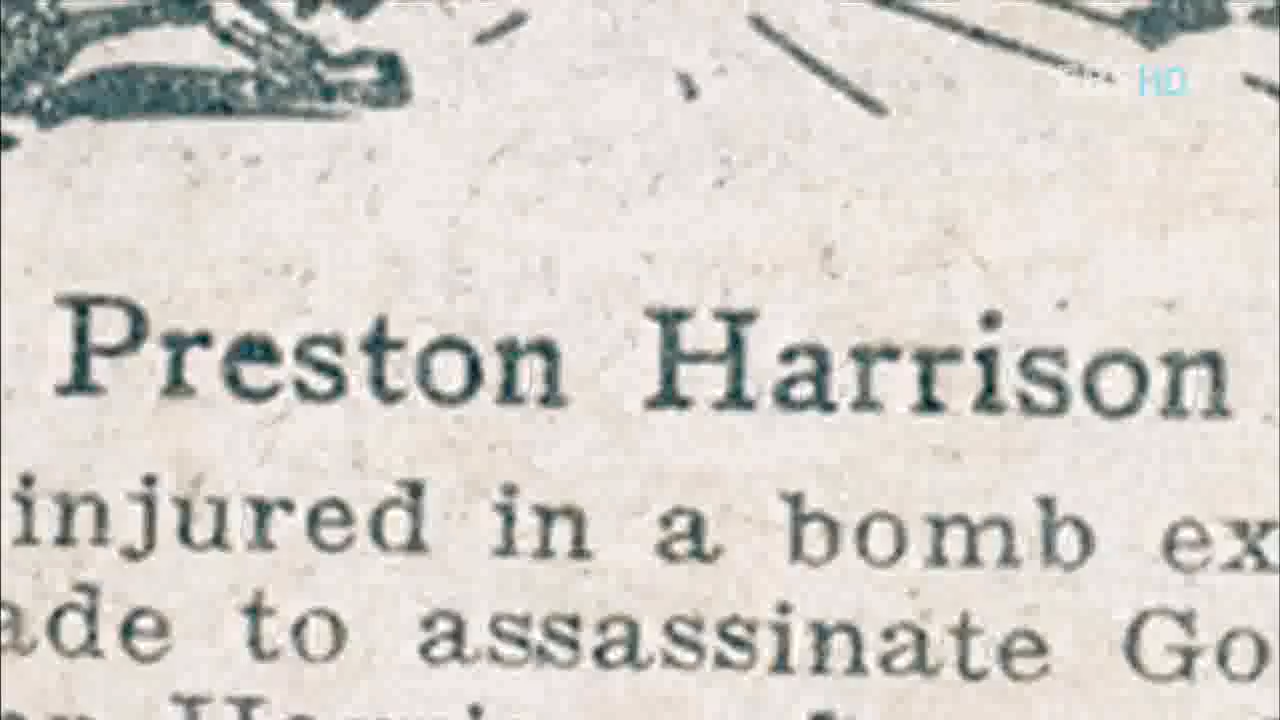 HD
Preston Harrison
injured in a bomb ex
ade to assassinate Go